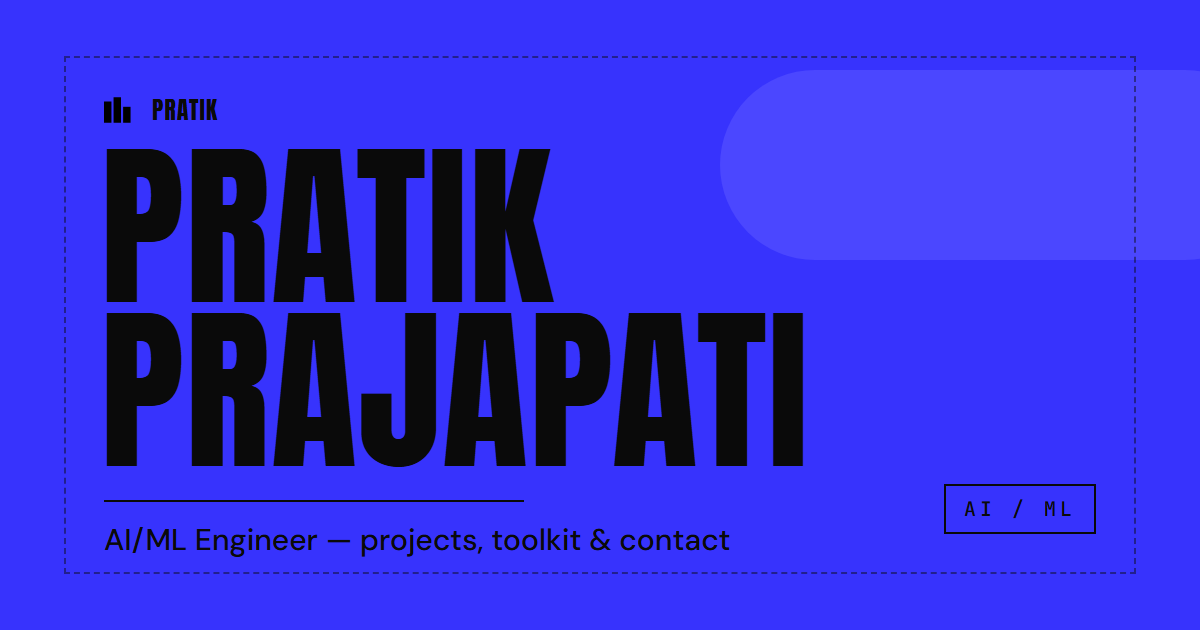 PRATIK
PRATIK
PRAJAPATI
AI/ML Engineer — projects, toolkit & contact
AI / ML